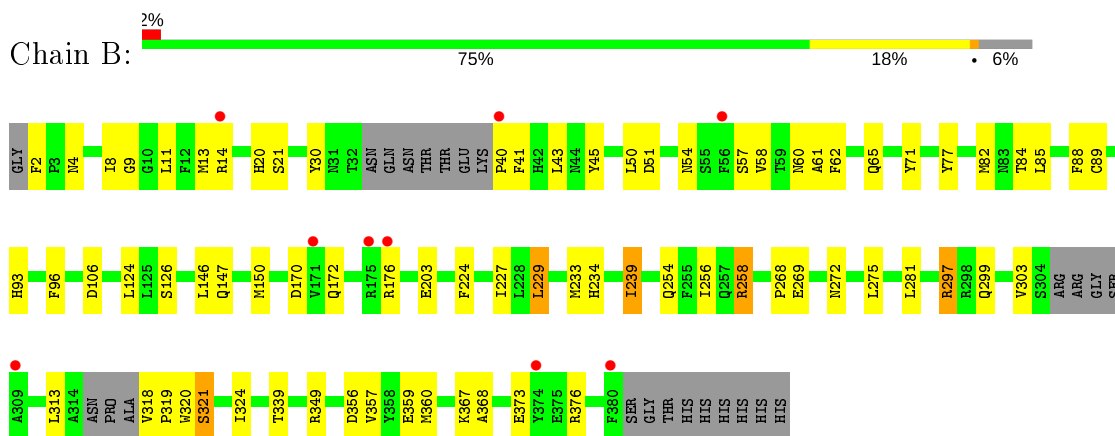 2%
Chain B:
75% 18% • 6%
GLY F2 P3 N4 I8 G9 G10 L11 F12 M13 R14 H20 S21 Y30 N31 T32 ASN GLN ASN THR THR GLU LYS P40 F41 H42 L43 N44 Y45 L50 D51 N54 S55 F56 S57 V58 T59 N60 A61 F62 Q65 Y71 Y77 M82 N83 T84 L85 F88 C89
H93 F96 D106 L124 L125 S126 L146 Q147 M150 D170 V171 Q172 R175 R176 E203 F224 I227 L228 L229 M233 H234 I239 Q254 F255 I256 Q257 R258 P268 E269 N272 L275 L281 R297 R298 Q299 V303 S304 ARG ARG GLY SER
A309 L313 A314 ASN PRO ALA V318 P319 W320 S321 I324 T339 R349 D356 V357 Y358 E359 M360 K367 A368 E373 Y374 E375 R376 F380 SER GLY THR HIS HIS HIS HIS HIS HIS